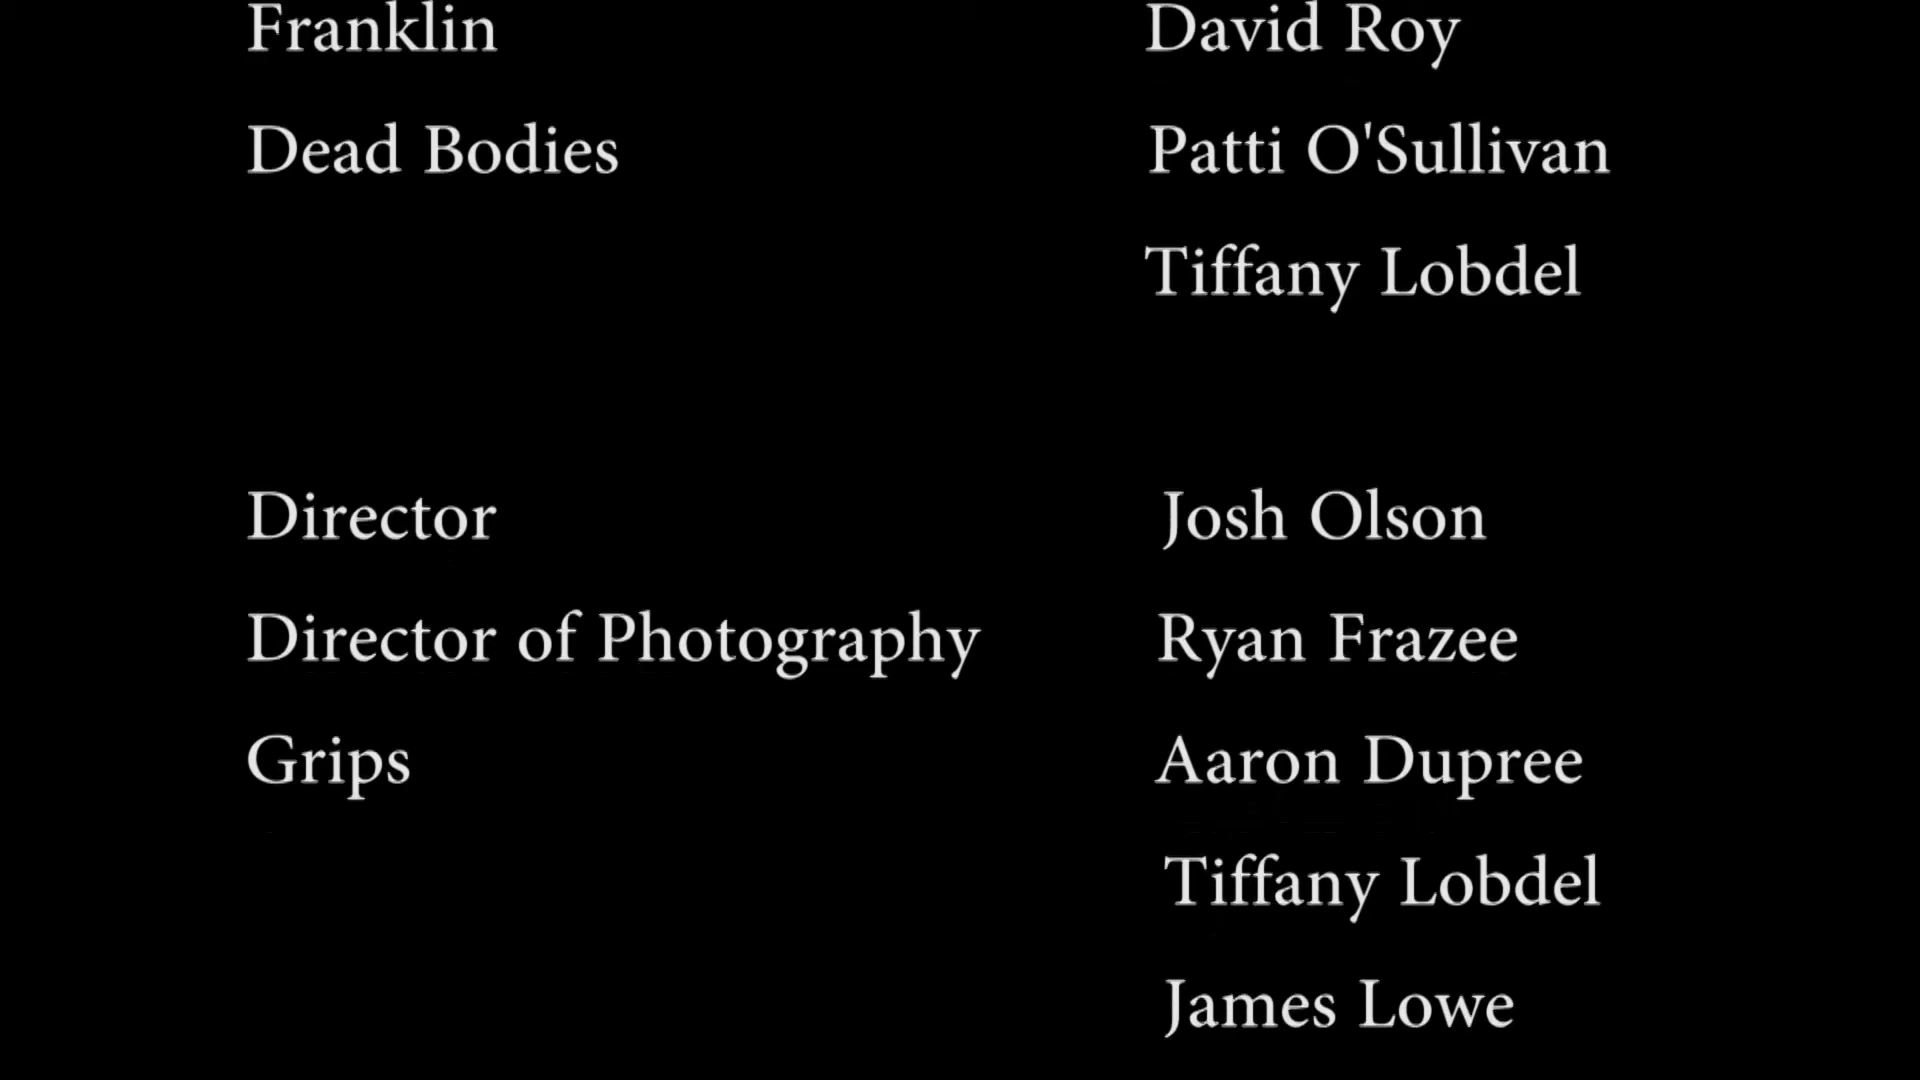 Franklin David Roy
Dead Bodies Patti O'Sullivan
Tiffany Lobdel
Director Josh Olson
Director of Photography Ryan Frazee
Grips Aaron Dupree
Tiffany Lobdel
James Lowe